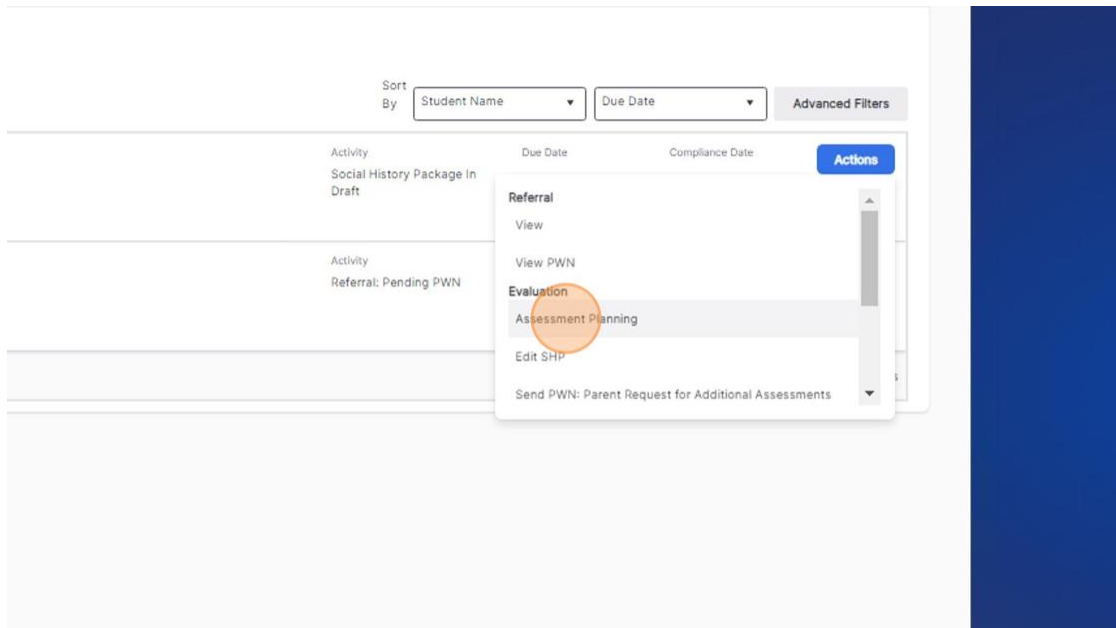 Sort
By
Student Name
Due Date
Advanced Filters
Activity
Due Date
Compliance Date
Actions
Social History Package In
Draft
Referral
View
View PWN
Activity
Referral: Pending PWN
Evaluation
Assessment Planning
Edit SHP
Send PWN: Parent Request for Additional Assessments
s